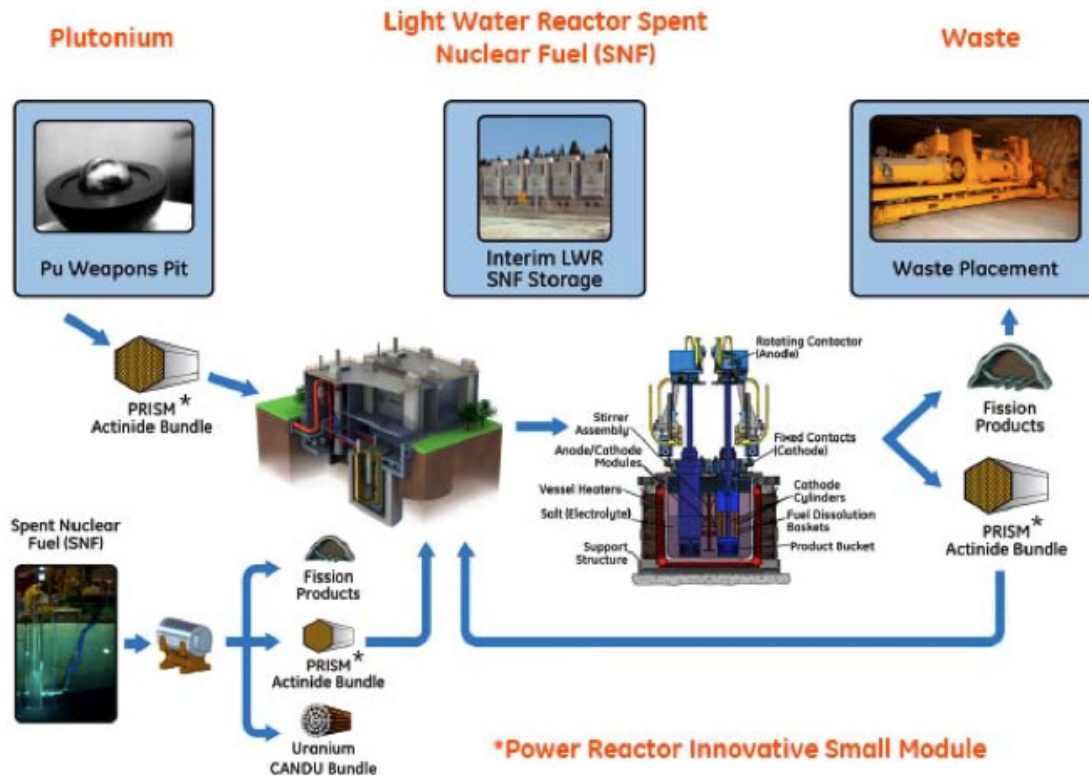 Plutonium
Light Water Reactor Spent
Nuclear Fuel (SNF)
Waste
Pu Weapons Pit
Interim LWR
SNF Storage
Waste Placement
PRISM*
Actinide Bundle
Rotating Contactor
(Anode)
Stirrer
Assembly
Anode/Cathode
Modules
Vessel Heaters
Salt (Electrolyte)
Support
Structure
Fixed Contacts
(Cathode)
Cathode
Cylinders
Fuel Dissolution
Baskets
Product Bucket
Fission
Products
PRISM*
Actinide Bundle
Spent Nuclear
Fuel (SNF)
Fission
Products
PRISM*
Actinide Bundle
Uranium
CANDU Bundle
*Power Reactor Innovative Small Module